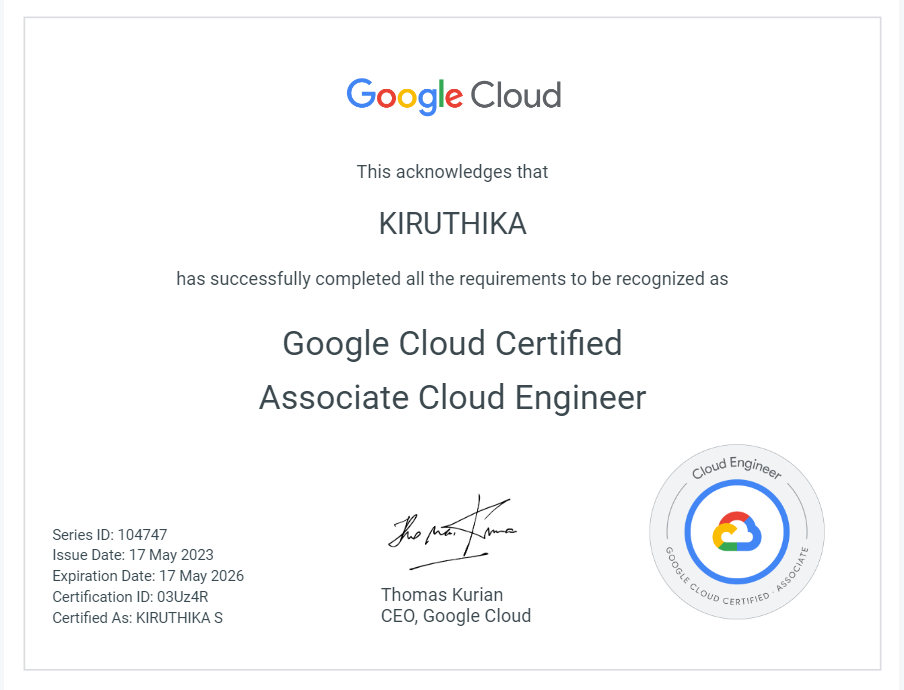 Google Cloud
This acknowledges that
KIRUTHIKA
has successfully completed all the requirements to be recognized as
Google Cloud Certified
Associate Cloud Engineer
Series ID: 104747
Issue Date: 17 May 2023
Expiration Date: 17 May 2026
Certification ID: 03Uz4R
Certified As: KIRUTHIKA S
Thomas Kurian
Thomas Kurian
CEO, Google Cloud
Cloud Engineer
GOOGLE CLOUD CERTIFIED · ASSOCIATE